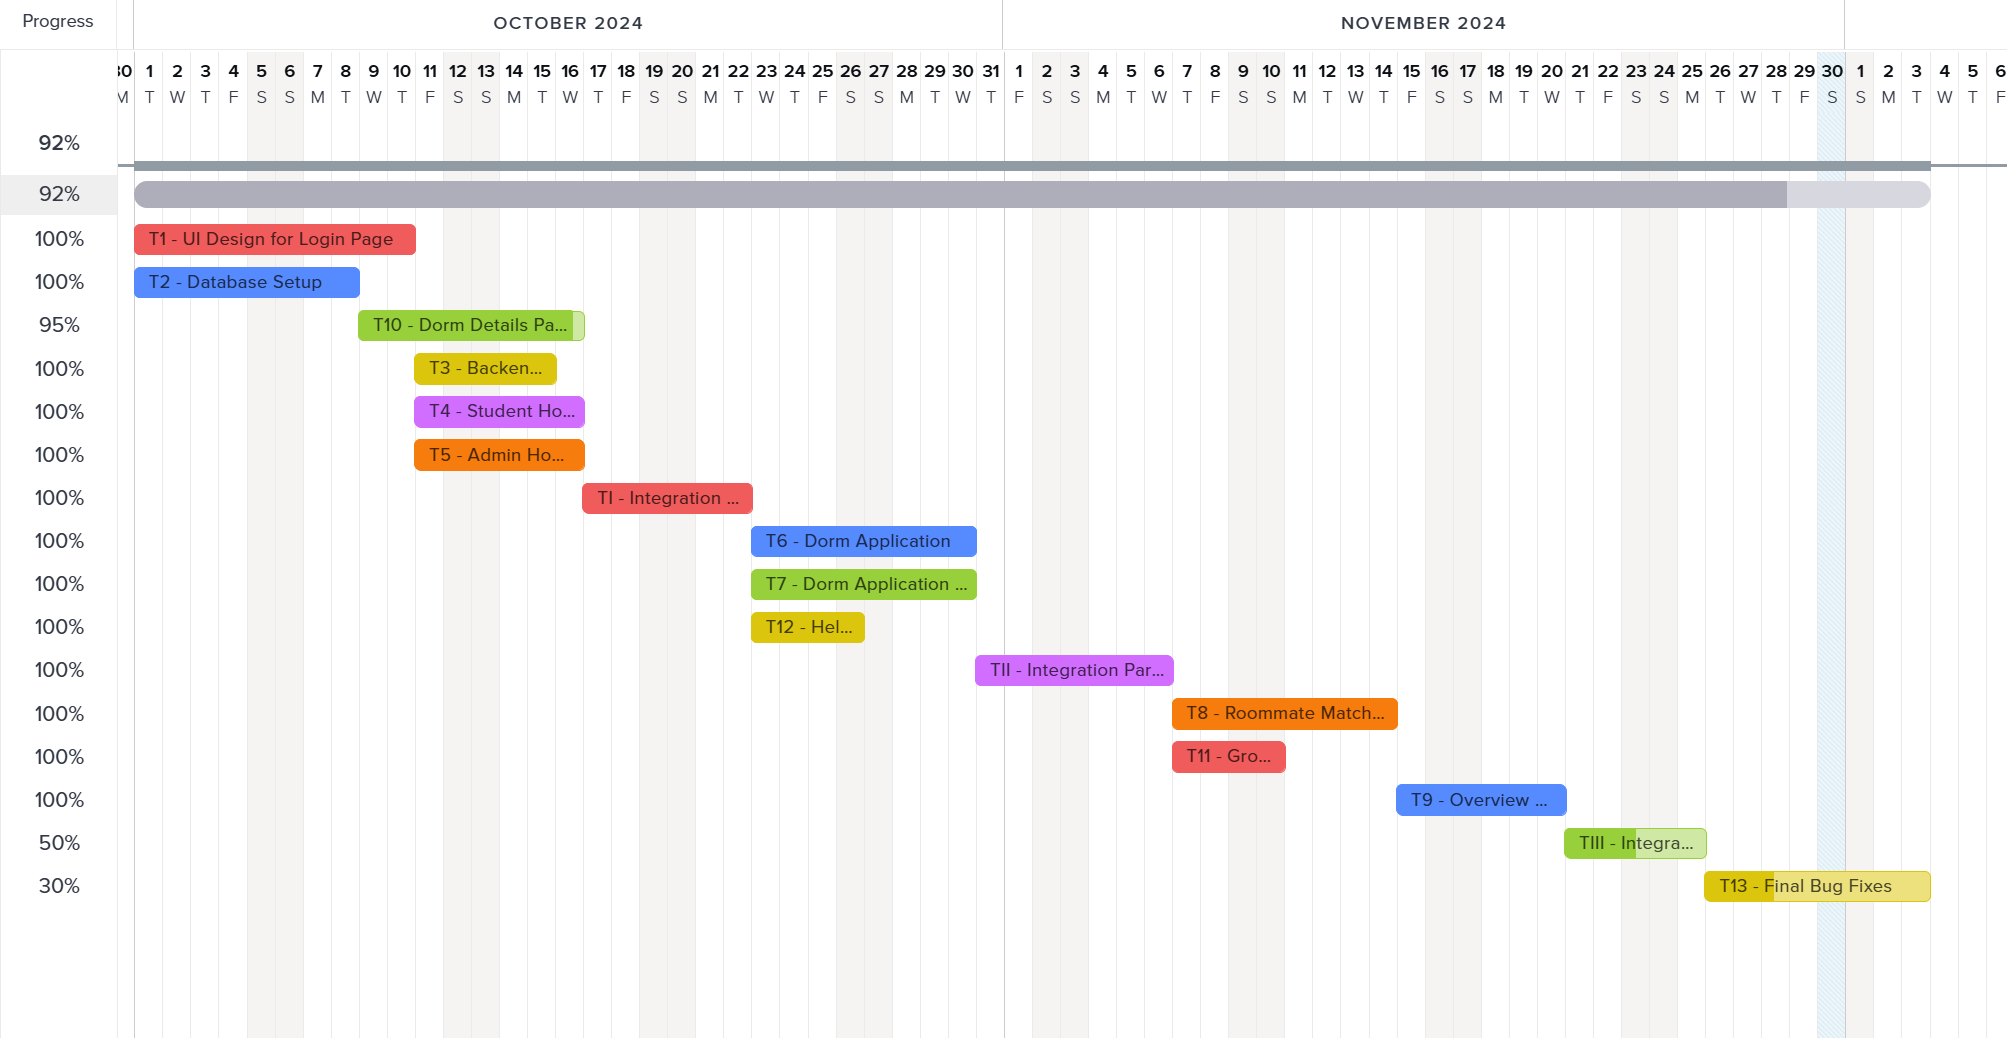 Progress
OCTOBER 2024 NOVEMBER 2024
30 1 2 3 4 5 6 7 8 9 10 11 12 13 14 15 16 17 18 19 20 21 22 23 24 25 26 27 28 29 30 31 1 2 3 4 5 6 7 8 9 10 11 12 13 14 15 16 17 18 19 20 21 22 23 24 25 26 27 28 29 30 1 2 3 4 5 6
M T W T F S S M T W T F S S M T W T F S S M T W T F S S M T W T F S S M T W T F S S M T W T F S S M T W T F S S M T W T F S S M T W T F
92%
92%
100% T1 - UI Design for Login Page
100% T2 - Database Setup
95% T10 - Dorm Details Pa...
100% T3 - Backen...
100% T4 - Student Ho...
100% T5 - Admin Ho...
100% TI - Integration ...
100% T6 - Dorm Application
100% T7 - Dorm Application ...
100% T12 - Hel...
100% TII - Integration Par...
100% T8 - Roommate Match...
100% T11 - Gro...
100% T9 - Overview ...
50% TIII - Integra...
30% T13 - Final Bug Fixes